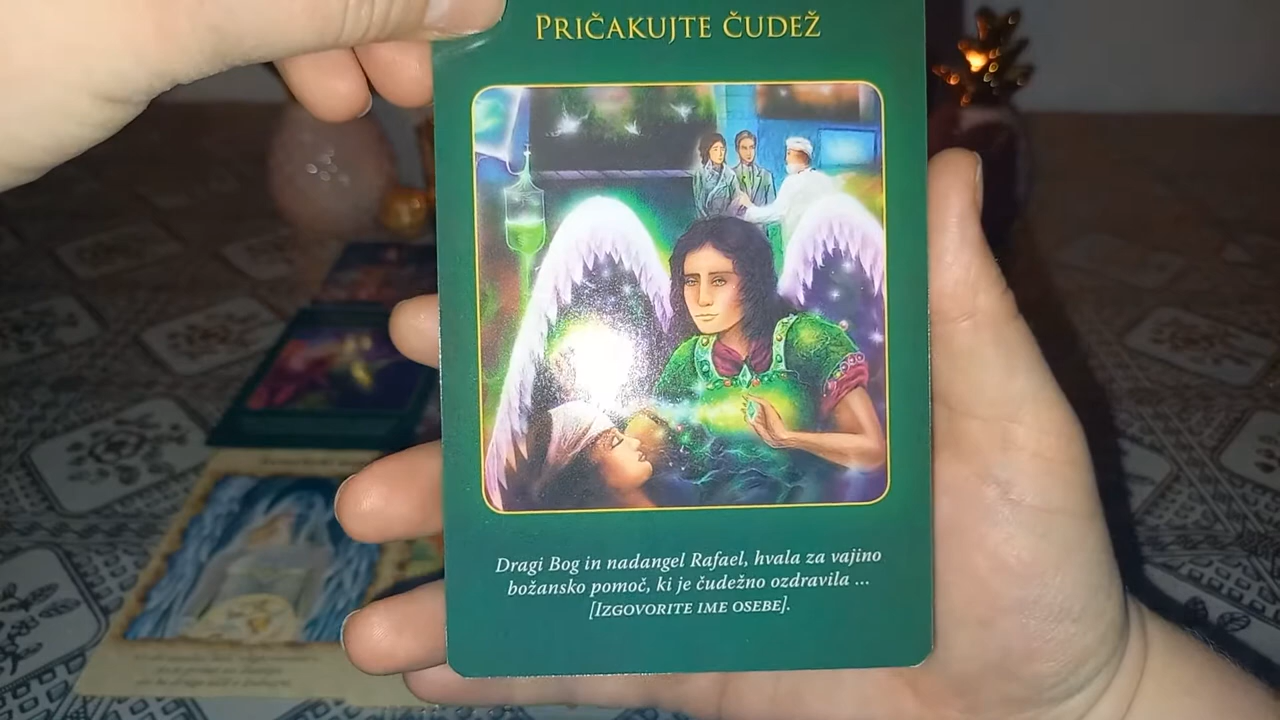 PRIČAKUJTE ČUDEŽ
Dragi Bog in nadangel Rafael, hvala za vajino
božansko pomoč, ki je čudežno ozdravila ...
[IZGOVORITE IME OSEBE].